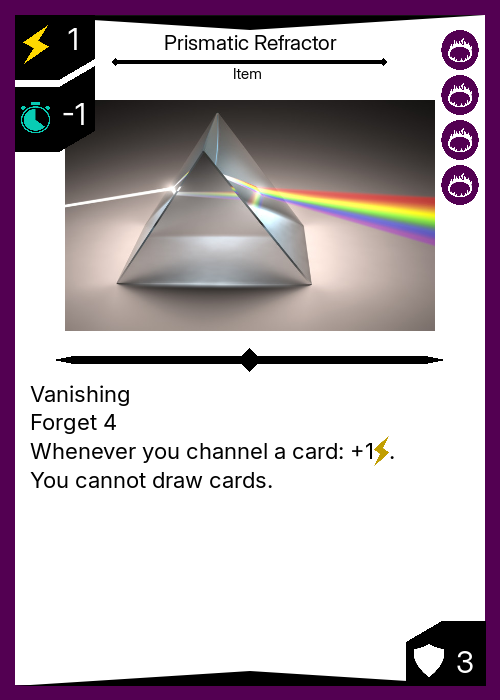 1
Prismatic Refractor
Item
-1
Vanishing
Forget 4
Whenever you channel a card: +1.
You cannot draw cards.
3